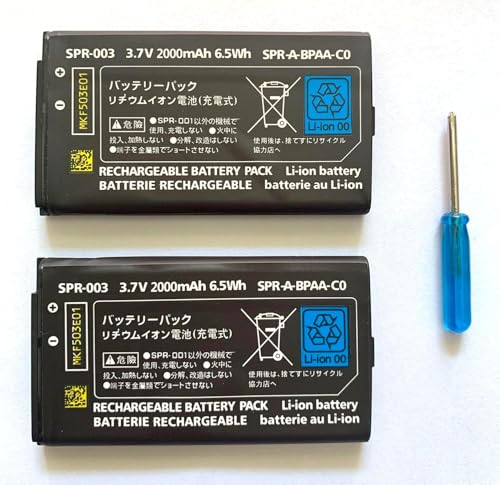 SPR-003 3.7V 2000mAh 6.5Wh SPR-A-BPAA-C0
+
−
MKF503E01
バッテリーパック
リチウムイオン電池(充電式)
⚠危険 ●SPR-001以外の機械で
使用、充電しない ●火中に
投入、加熱しない ●分解、改造はしない
●端子を金属類でショートさせない
Li-ion 00
使用後は、捨てずにリサイクル
協力店へ
RECHARGEABLE BATTERY PACK Li-ion battery
BATTERIE RECHARGEABLE batterie au Li-ion
SPR-003 3.7V 2000mAh 6.5Wh SPR-A-BPAA-C0
+
−
MKF503E01
バッテリーパック
リチウムイオン電池(充電式)
⚠危険 ●SPR-001以外の機械で
使用、充電しない ●火中に
投入、加熱しない ●分解、改造はしない
●端子を金属類でショートさせない
Li-ion 00
使用後は、捨てずにリサイクル
協力店へ
RECHARGEABLE BATTERY PACK Li-ion battery
BATTERIE RECHARGEABLE batterie au Li-ion